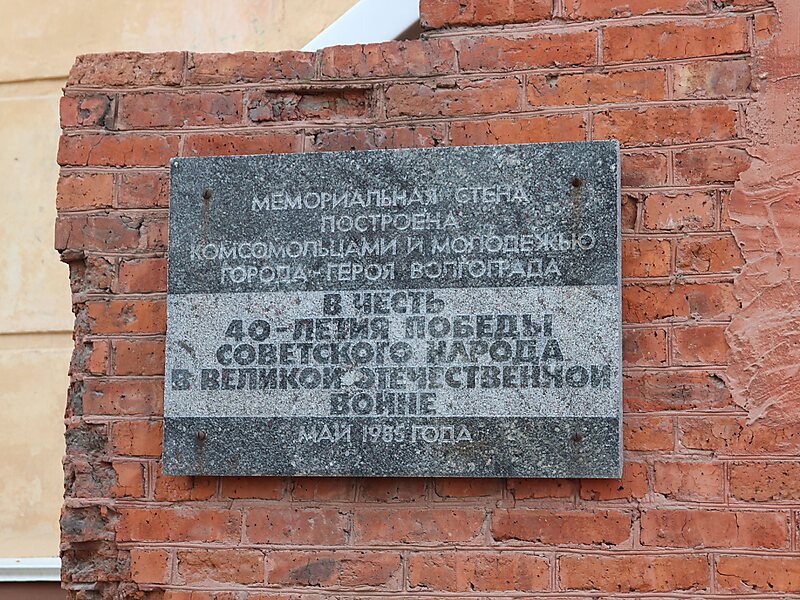 МЕМОРИАЛЬНАЯ СТЕНА
ПОСТРОЕНА
КОМСОМОЛЬЦАМИ И МОЛОДЕЖЬЮ
ГОРОДА-ГЕРОЯ ВОЛГОГРАДА
В ЧЕСТЬ
40-ЛЕТИЯ ПОБЕДЫ
СОВЕТСКОГО НАРОДА
В ВЕЛИКОЙ ОТЕЧЕСТВЕННОЙ
ВОЙНЕ
МАЙ 1985 ГОДА